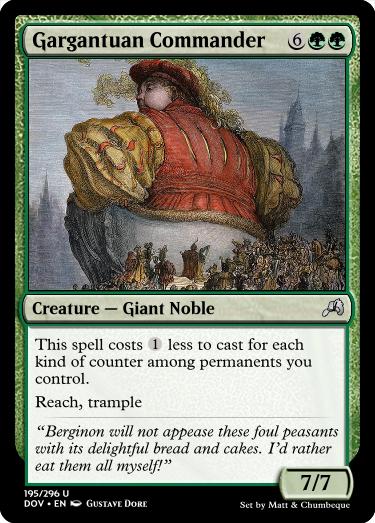 Gargantuan Commander 6
Creature — Giant Noble
This spell costs 1 less to cast for each
kind of counter among permanents you
control.
Reach, trample
“Berginon will not appease these foul peasants
with its delightful bread and cakes. I’d rather
eat them all myself!”
7/7
195/296 U
DOV • EN Gustave Dore
Set by Matt & Chumbeque